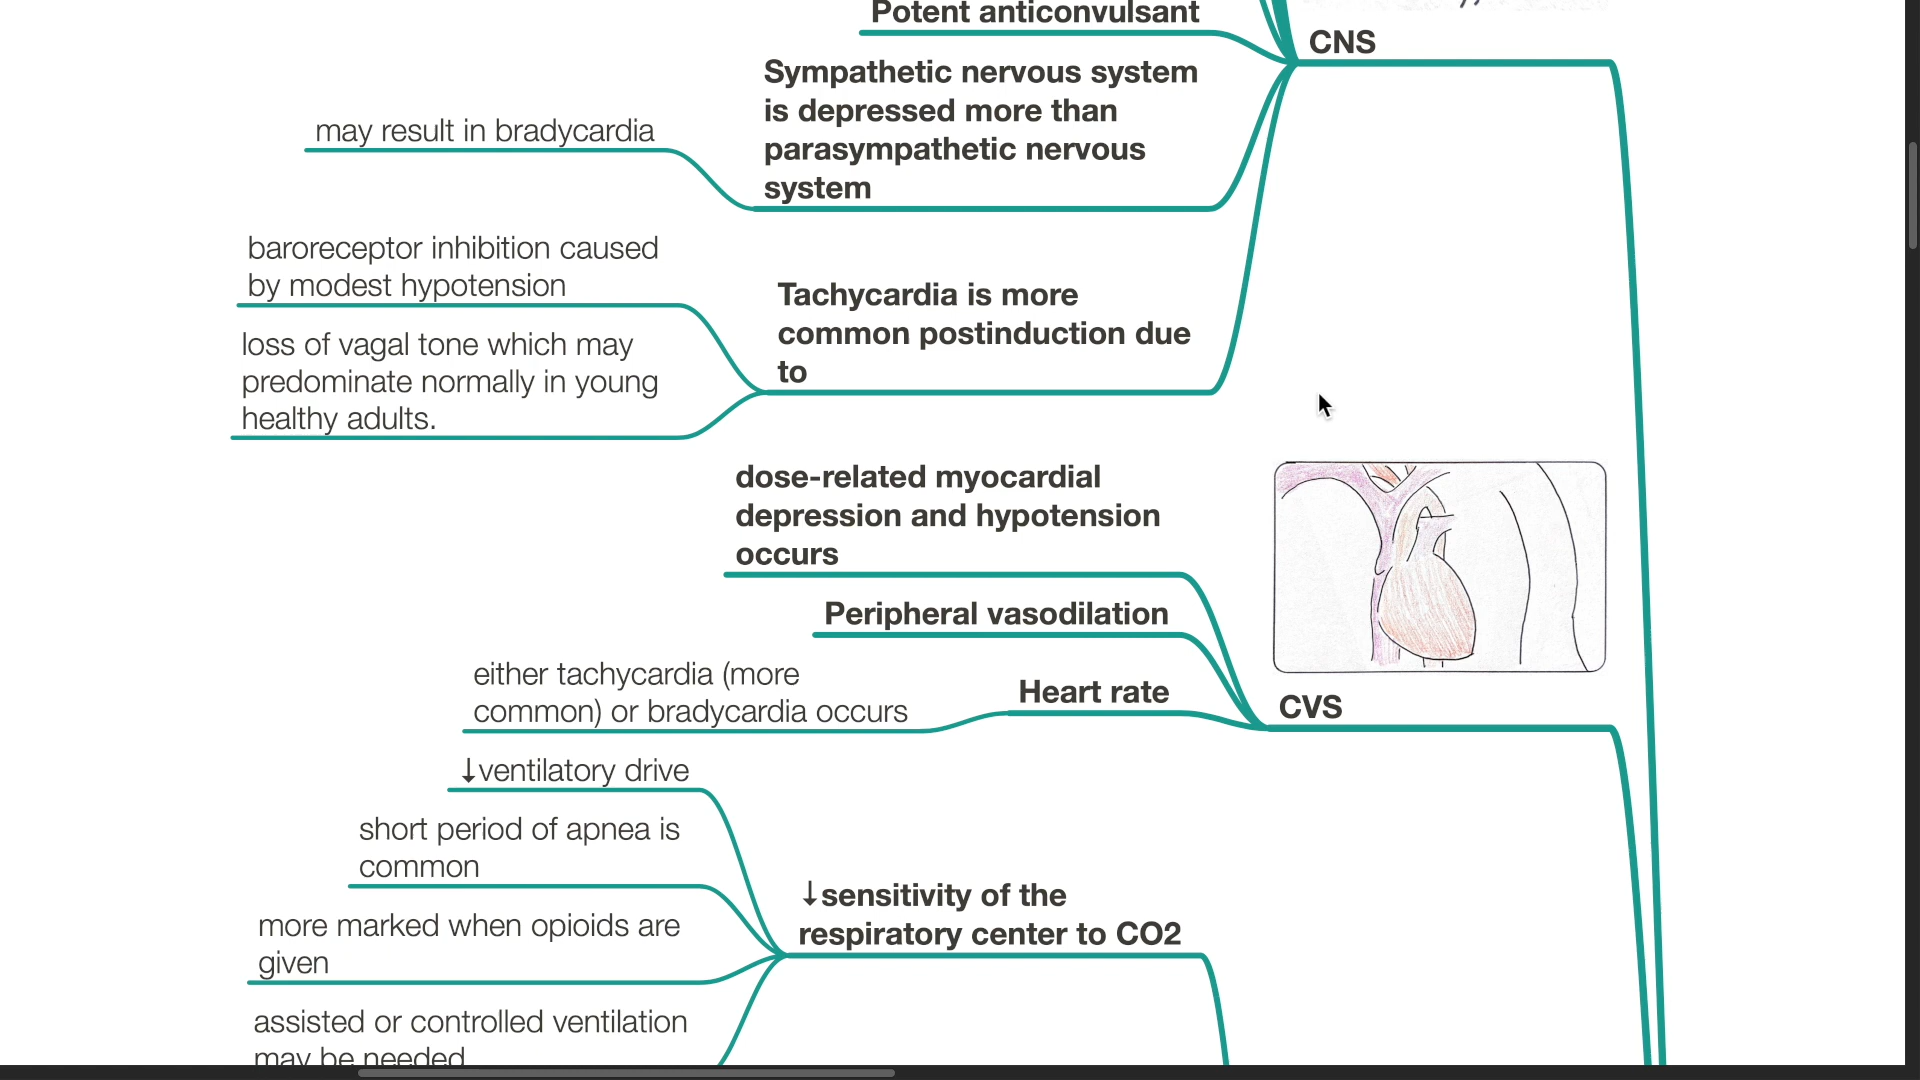 Potent anticonvulsant
CNS
Sympathetic nervous system
is depressed more than
parasympathetic nervous
system
may result in bradycardia
Tachycardia is more
common postinduction due
to
baroreceptor inhibition caused
by modest hypotension
loss of vagal tone which may
predominate normally in young
healthy adults.
CVS
dose-related myocardial
depression and hypotension
occurs
Peripheral vasodilation
Heart rate
either tachycardia (more
common) or bradycardia occurs
↓sensitivity of the
respiratory center to CO2
↓ventilatory drive
short period of apnea is
common
more marked when opioids are
given
assisted or controlled ventilation
may be needed